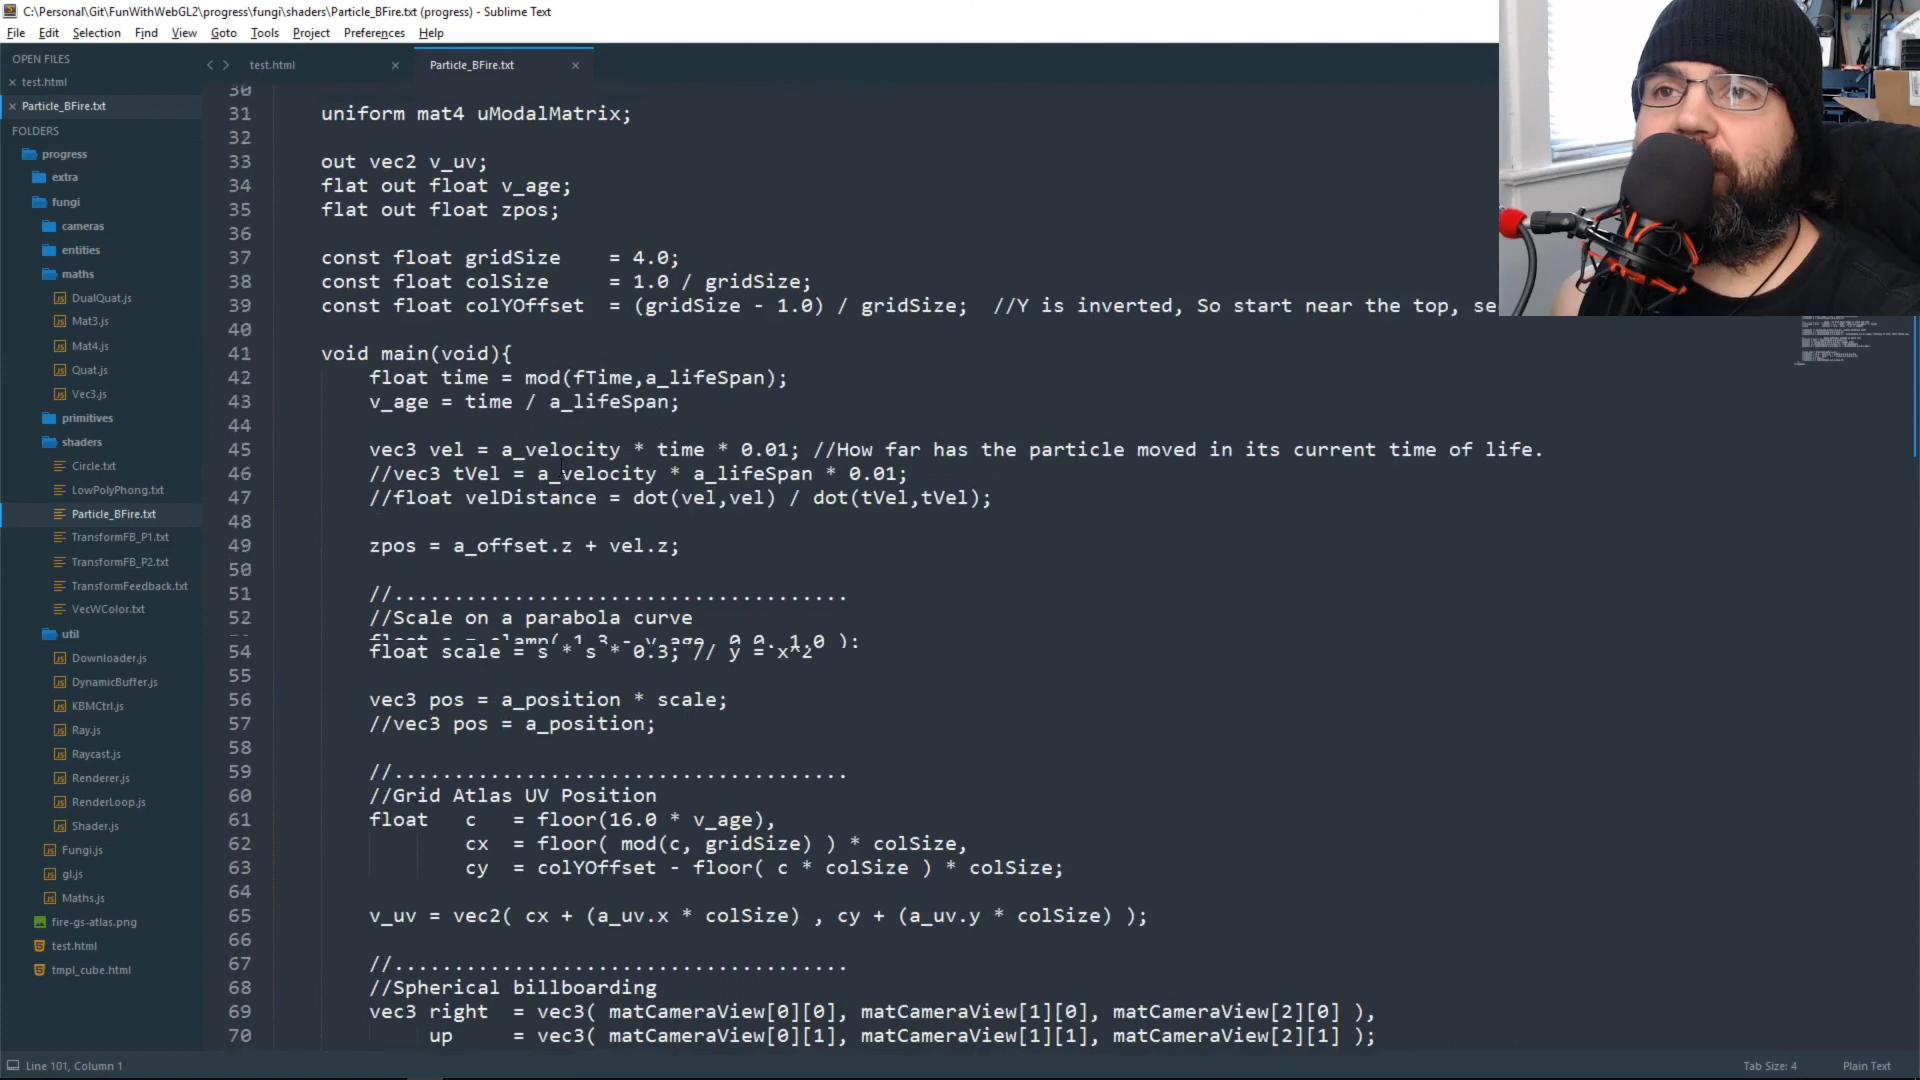 C:\Personal\Git\FunWithWebGL2\progress\fungi\shaders\Particle_BFire.txt (progress) - Sublime Text
File Edit Selection Find View Goto Tools Project Preferences Help
OPEN FILES
test.html
Particle_BFire.txt
FOLDERS
progress
extra
fungi
cameras
entities
maths
DualQuat.js
Mat3.js
Mat4.js
Quat.js
Vec3.js
primitives
shaders
Circle.txt
LowPolyPhong.txt
Particle_BFire.txt
TransformFB_P1.txt
TransformFB_P2.txt
TransformFeedback.txt
VecWColor.txt
util
Downloader.js
DynamicBuffer.js
KBMCtrl.js
Ray.js
Raycast.js
Renderer.js
RenderLoop.js
Shader.js
Fungi.js
gl.js
Maths.js
fire-gs-atlas.png
test.html
tmpl_cube.html
test.html Particle_BFire.txt
30
31 uniform mat4 uModalMatrix;
32
33 out vec2 v_uv;
34 flat out float v_age;
35 flat out float zpos;
36
37 const float gridSize = 4.0;
38 const float colSize = 1.0 / gridSize;
39 const float colYOffset = (gridSize - 1.0) / gridSize; //Y is inverted, So start near the top, se
40
41 void main(void){
42 float time = mod(fTime,a_lifeSpan);
43 v_age = time / a_lifeSpan;
44
45 vec3 vel = a_velocity * time * 0.01; //How far has the particle moved in its current time of life.
46 //vec3 tVel = a_velocity * a_lifeSpan * 0.01;
47 //float velDistance = dot(vel,vel) / dot(tVel,tVel);
48
49 zpos = a_offset.z + vel.z;
50
51 //......................................
52 //Scale on a parabola curve
float s = clamp( 1.3 - v_age, 0.0, 1.0 );
54 float scale = s * s * 0.3; // y = x^2
55
56 vec3 pos = a_position * scale;
57 //vec3 pos = a_position;
58
59 //......................................
60 //Grid Atlas UV Position
61 float c = floor(16.0 * v_age),
62 cx = floor( mod(c, gridSize) ) * colSize,
63 cy = colYOffset - floor( c * colSize ) * colSize;
64
65 v_uv = vec2( cx + (a_uv.x * colSize) , cy + (a_uv.y * colSize) );
66
67 //......................................
68 //Spherical billboarding
69 vec3 right = vec3( matCameraView[0][0], matCameraView[1][0], matCameraView[2][0] ),
70 up = vec3( matCameraView[0][1], matCameraView[1][1], matCameraView[2][1] );
Line 101, Column 1
Tab Size: 4 Plain Text